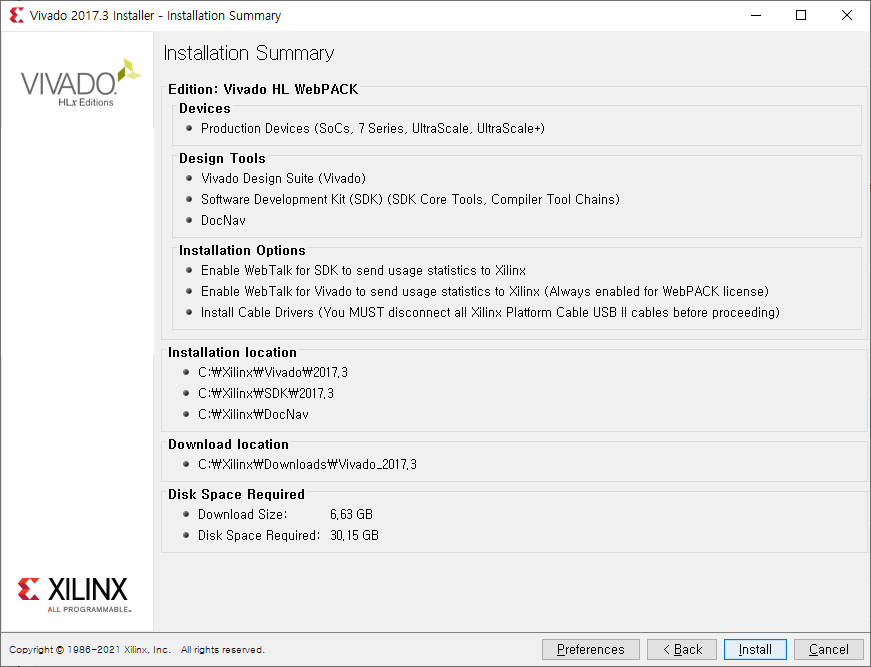 Vivado 2017.3 Installer - Installation Summary
VIVADO.
HLx Editions
Installation Summary
Edition: Vivado HL WebPACK
Devices
Production Devices (SoCs, 7 Series, UltraScale, UltraScale+)
Design Tools
Vivado Design Suite (Vivado)
Software Development Kit (SDK) (SDK Core Tools, Compiler Tool Chains)
DocNav
Installation Options
Enable WebTalk for SDK to send usage statistics to Xilinx
Enable WebTalk for Vivado to send usage statistics to Xilinx (Always enabled for WebPACK license)
Install Cable Drivers (You MUST disconnect all Xilinx Platform Cable USB II cables before proceeding)
Installation location
C:₩Xilinx₩Vivado₩2017.3
C:₩Xilinx₩SDK₩2017.3
C:₩Xilinx₩DocNav
Download location
C:₩Xilinx₩Downloads₩Vivado_2017.3
Disk Space Required
Download Size: 6.63 GB
Disk Space Required: 30.15 GB
XILINX
ALL PROGRAMMABLE™
Copyright © 1986-2021 Xilinx, Inc. All rights reserved.
Preferences
< Back
Install
Cancel